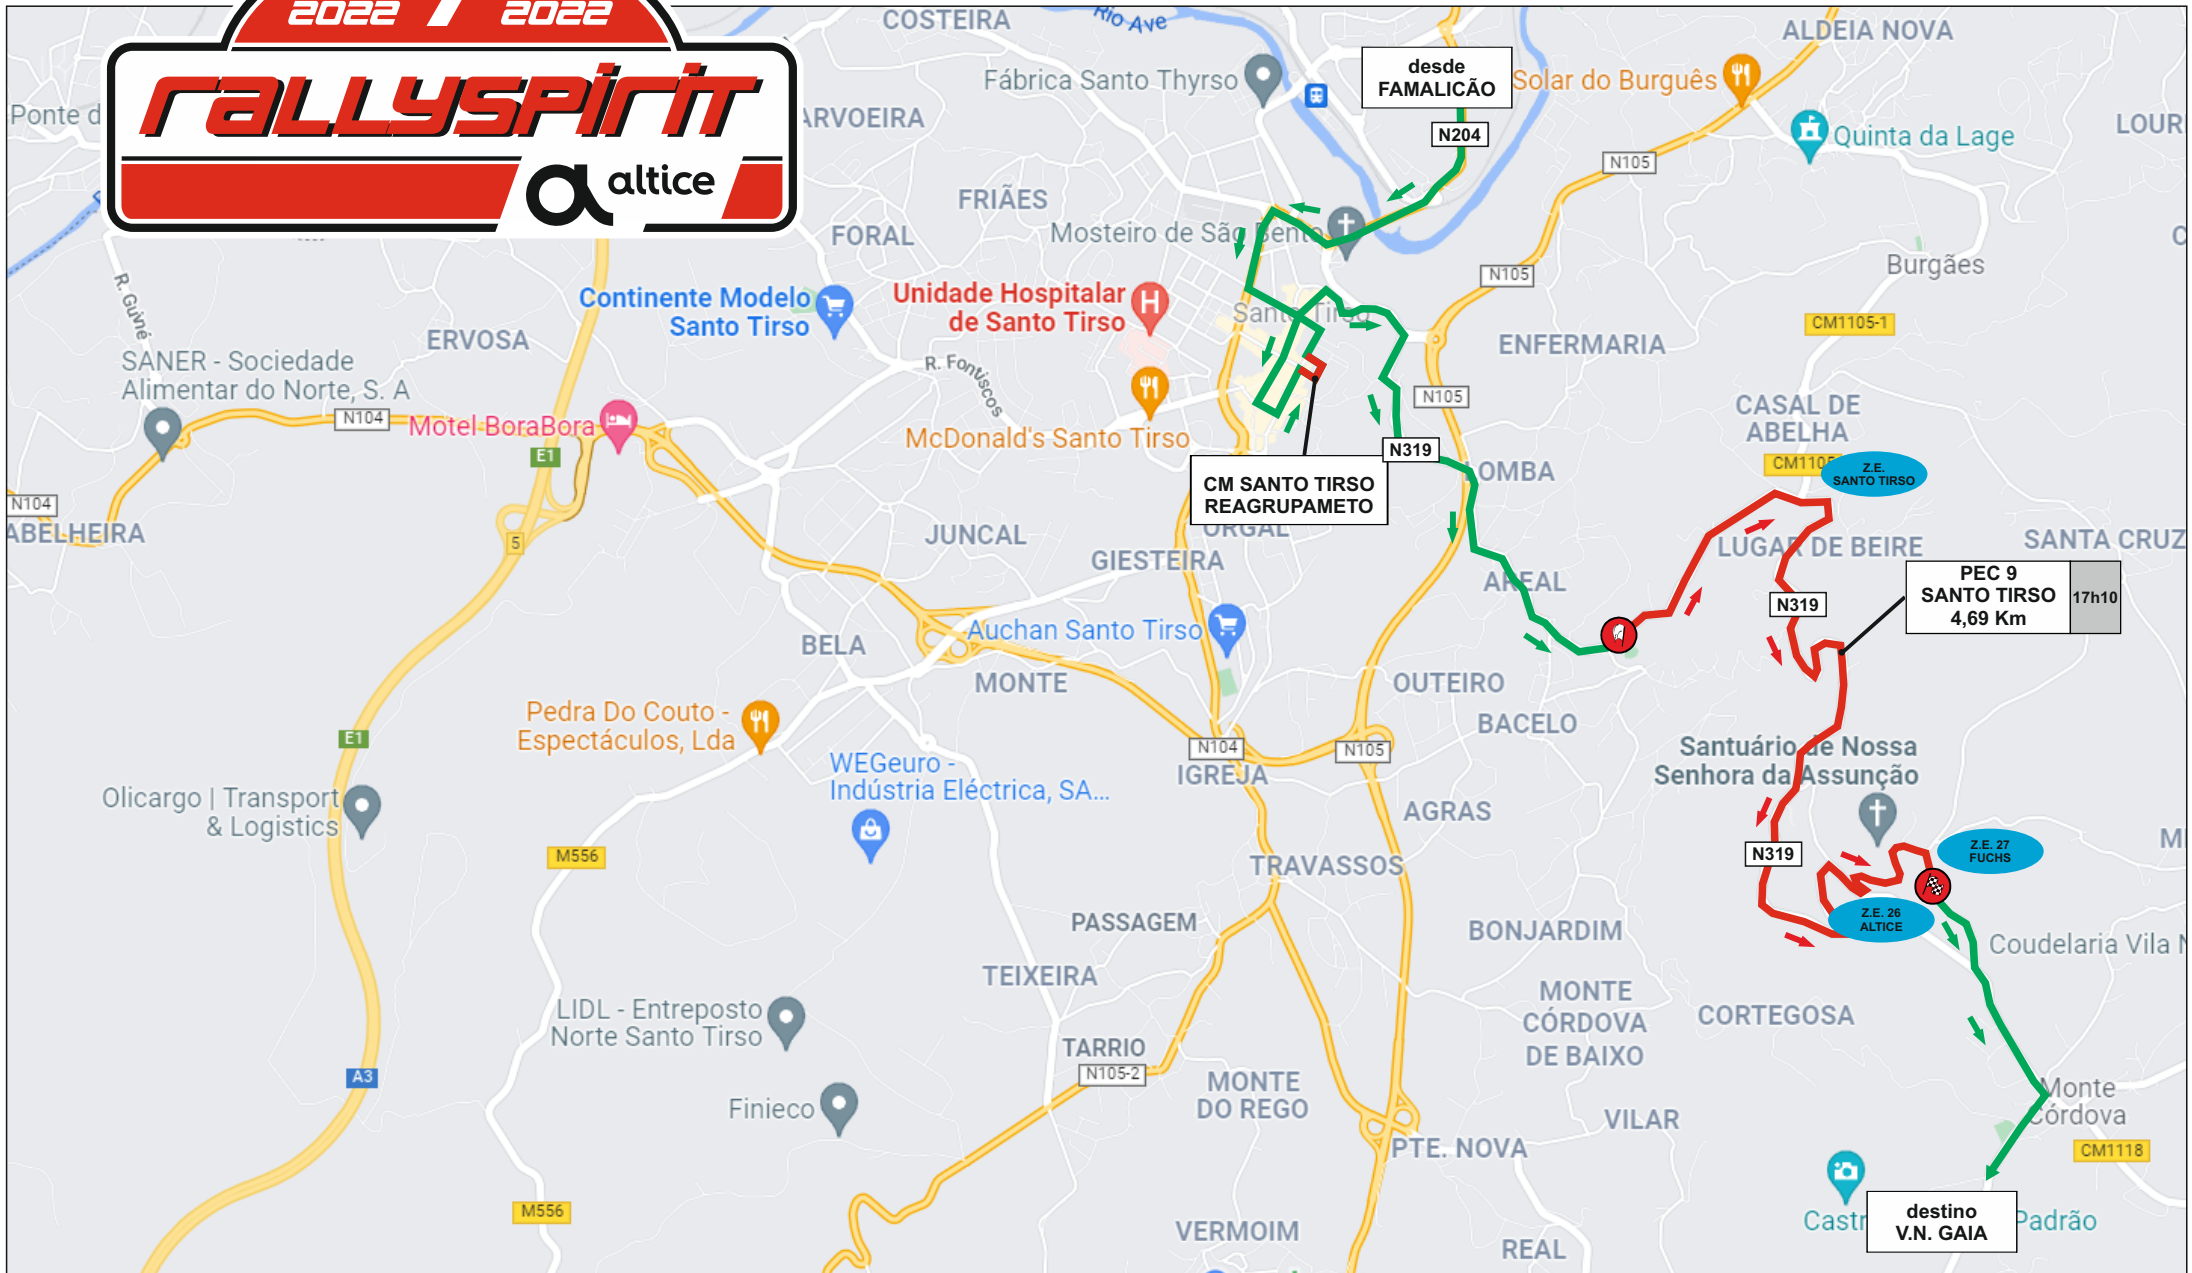 2022 2022
RALLYSPIRIT
altice
COSTEIRA
Rio Ave
ALDEIA NOVA
desde
FAMALICÃO
Fábrica Santo Thyrso
Solar do Burguês
Ponte d
ARVOEIRA
N204
Quinta da Lage
LOUR
N105
FRIÃES
Mosteiro de São Bento
FORAL
Burgães
N105
R. Guiné
Continente Modelo
Santo Tirso
Unidade Hospitalar
de Santo Tirso
Santo Tirso
CM1105-1
ERVOSA
ENFERMARIA
SANER - Sociedade
Alimentar do Norte, S. A
R. Fontiscos
N105
CASAL DE
ABELHA
N104
Motel BoraBora
McDonald's Santo Tirso
N319
E1
CM1105
Z.E.
SANTO TIRSO
LOMBA
CM SANTO TIRSO
REAGRUPAMETO
N104
ABELHEIRA
5
JUNCAL
ORGAL
GIESTEIRA
LUGAR DE BEIRE
SANTA CRUZ
AREAL
PEC 9
SANTO TIRSO
4,69 Km
17h10
N319
Auchan Santo Tirso
BELA
MONTE
OUTEIRO
BACELO
Pedra Do Couto -
Espectáculos, Lda
E1
N104
N105
Santuário de Nossa
Senhora da Assunção
WEGeuro -
Indústria Eléctrica, SA...
IGREJA
Olicargo | Transport
& Logistics
AGRAS
M556
TRAVASSOS
N319
Z.E. 27
FUCHS
Z.E. 26
ALTICE
PASSAGEM
BONJARDIM
Coudelaria Vila N
TEIXEIRA
MONTE
CÓRDOVA
DE BAIXO
CORTEGOSA
LIDL - Entreposto
Norte Santo Tirso
TARRIO
N105-2
A3
MONTE
DO REGO
Monte
Córdova
Finieco
VILAR
PTE. NOVA
CM1118
M556
destino
V.N. GAIA
Castr
Padrão
VERMOIM
REAL